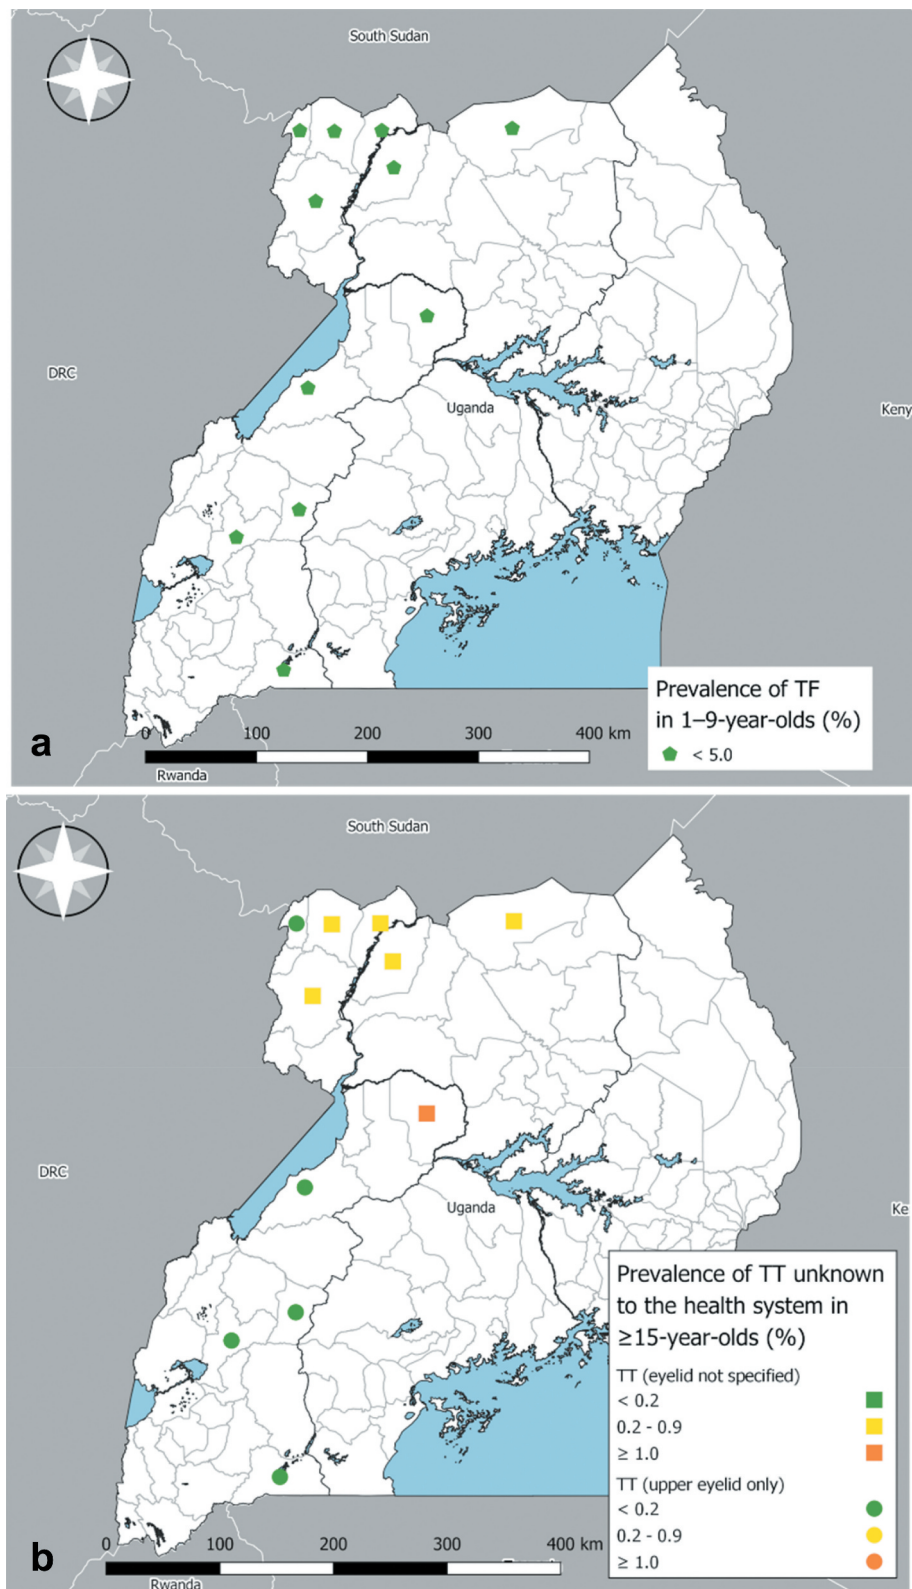 South Sudan
DRC
Uganda
Keny
Prevalence of TF
in 1–9-year-olds (%)
< 5.0
a
0 100 200 300 400 km
Rwanda
South Sudan
DRC
Uganda
Ke
Prevalence of TT unknown
to the health system in
≥15-year-olds (%)
TT (eyelid not specified)
< 0.2
0.2 - 0.9
≥ 1.0
TT (upper eyelid only)
< 0.2
0.2 - 0.9
≥ 1.0
b
0 100 200 300 400 km
Rwanda